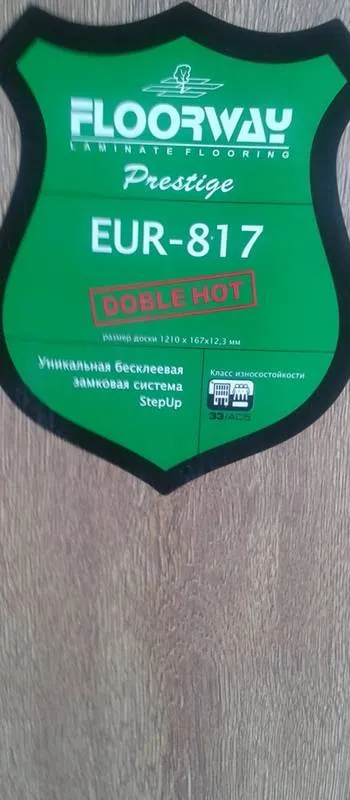 FLOORWAY
LAMINATE FLOORING
Prestige
EUR-817
DOBLE HOT
размер доски 1210 x 167x12,3 мм
Уникальная бесклеевая
замковая система
StepUp
Класс износостойкости
33/AC5